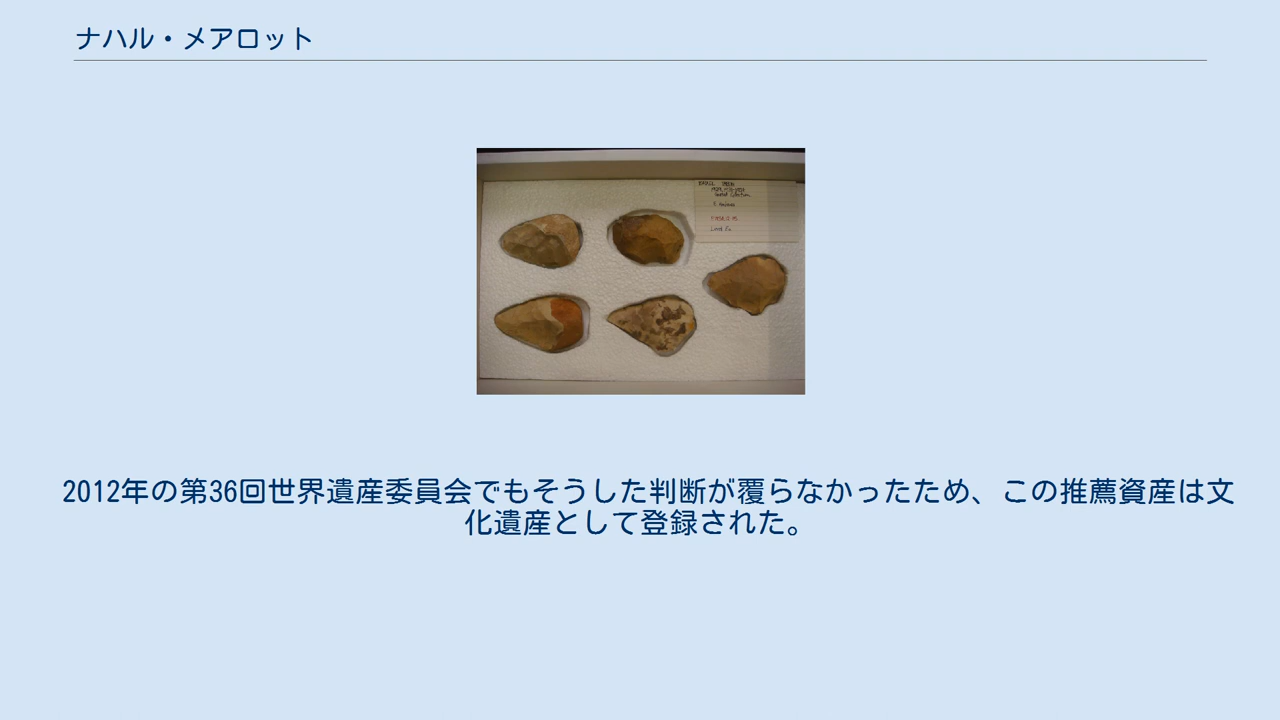 ナハル・メアロット
2012年の第36回世界遺産委員会でもそうした判断が覆らなかったため、この推薦資産は文
化遺産として登録された。